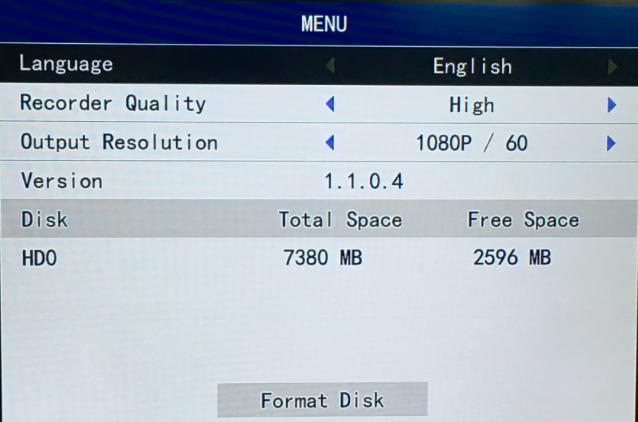 MENU
Language English
Recorder Quality High
Output Resolution 1080P / 60
Version 1.1.0.4
Disk Total Space Free Space
HD0 7380 MB 2596 MB
Format Disk